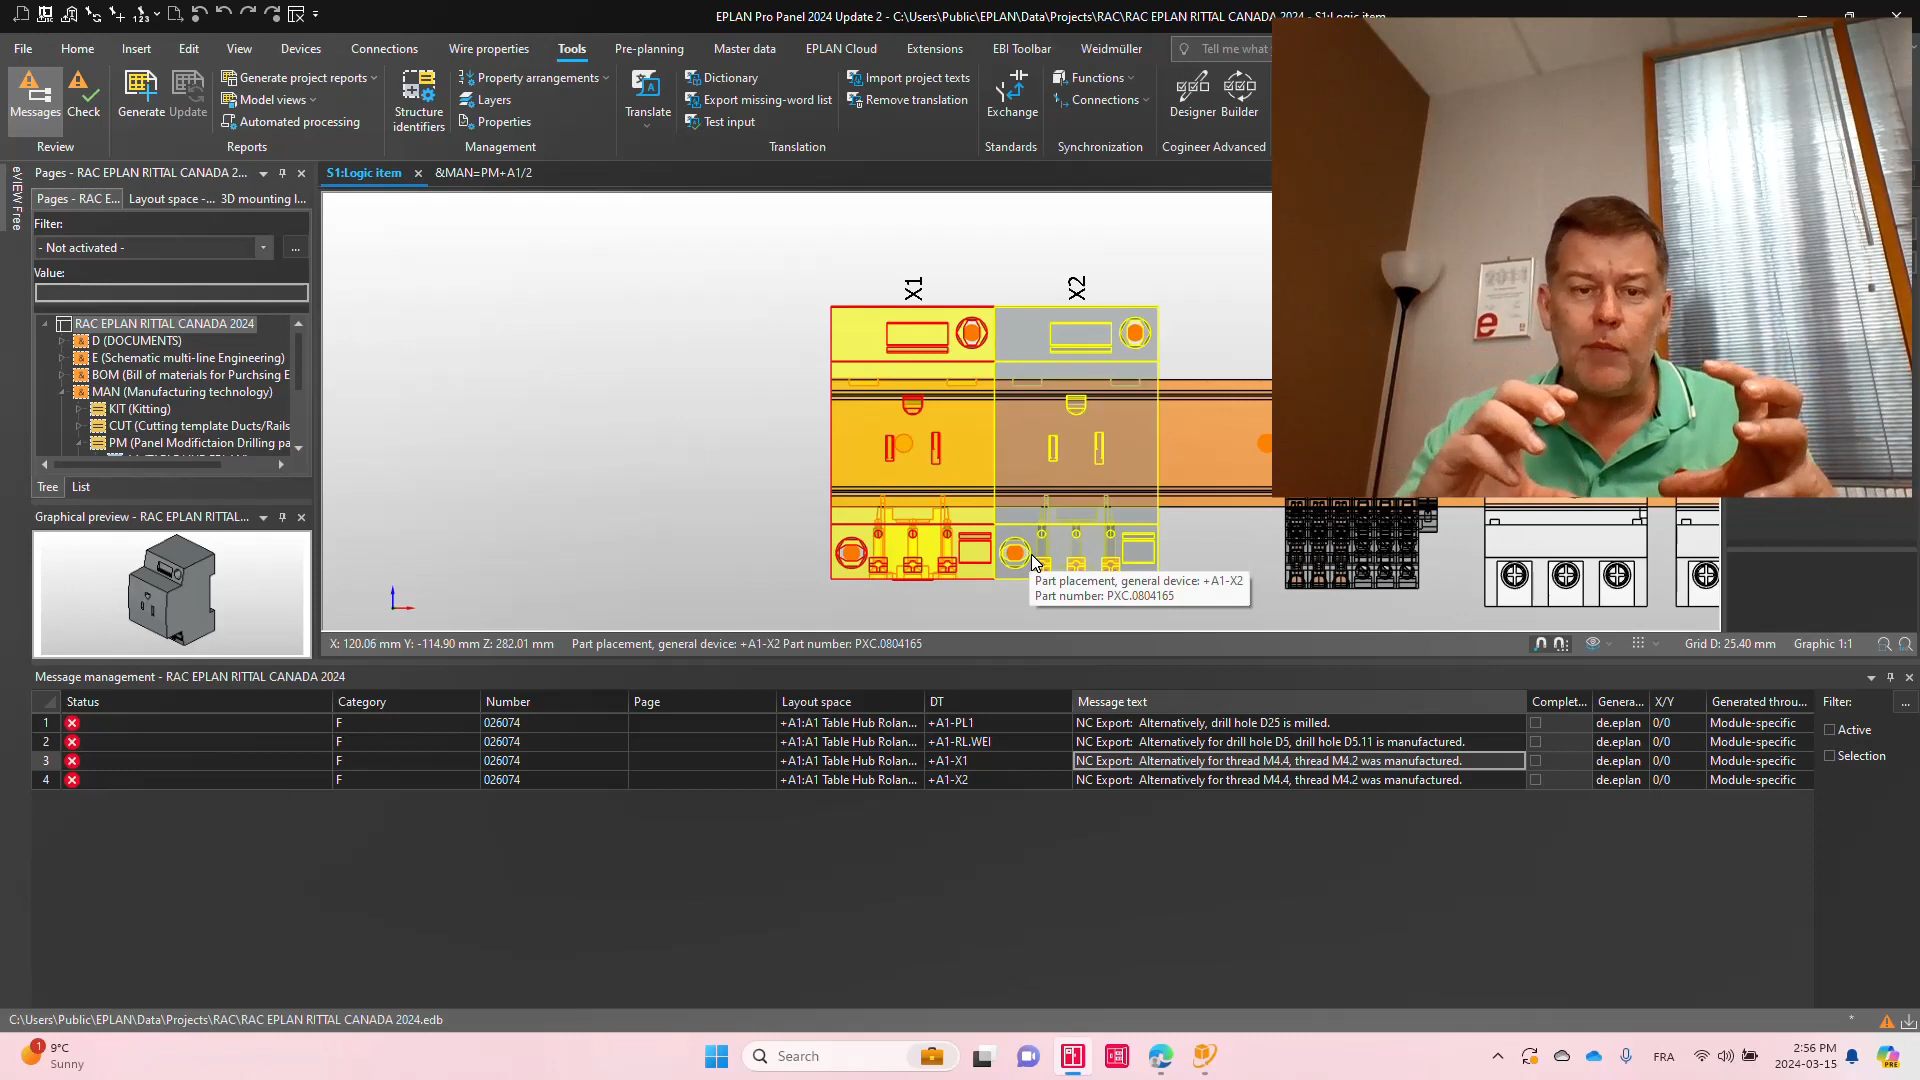 EPLAN Pro Panel 2024 Update 2 - C:\Users\Public\EPLAN\Data\Projects\RAC\RAC EPLAN RITTAL CANADA 2024 - S1:Logic item
File Home Insert Edit View Devices Connections Wire properties Tools Pre-planning Master data EPLAN Cloud Extensions EBI Toolbar Weidmüller Tell me what
Generate project reports Property arrangements Dictionary Import project texts Functions
Model views Layers Export missing-word list Remove translation Connections
Messages Check Generate Update Automated processing Structure identifiers Properties Translate Test input Exchange Designer Builder
Review Reports Management Translation Standards Synchronization Cogineer Advanced
eVIEW Free
Pages - RAC EPLAN RITTAL CANADA 2...
S1:Logic item &MAN=PM+A1/2
Pages - RAC E... Layout space -... 3D mounting l...
Filter:
- Not activated -
...
Value:
RAC EPLAN RITTAL CANADA 2024
D (DOCUMENTS)
E (Schematic multi-line Engineering)
BOM (Bill of materials for Purchsing E
MAN (Manufacturing technology)
KIT (Kitting)
CUT (Cutting template Ducts/Rails
PM (Panel Modifictaion Drilling pa
Tree List
Graphical preview - RAC EPLAN RITTAL...
X1 X2
Part placement, general device: +A1-X2
Part number: PXC.0804165
2011
e
X: 120.06 mm Y: -114.90 mm Z: 282.01 mm Part placement, general device: +A1-X2 Part number: PXC.0804165 Grid D: 25.40 mm Graphic 1:1
Message management - RAC EPLAN RITTAL CANADA 2024
Status Category Number Page Layout space DT Message text Complet... Genera... X/Y Generated throu... Filter: ...
1 F 026074 +A1:A1 Table Hub Rolan... +A1-PL1 NC Export: Alternatively, drill hole D25 is milled. de.eplan 0/0 Module-specific
Active
2 F 026074 +A1:A1 Table Hub Rolan... +A1-RL.WEI NC Export: Alternatively for drill hole D5, drill hole D5.11 is manufactured. de.eplan 0/0 Module-specific
Selection
3 F 026074 +A1:A1 Table Hub Rolan... +A1-X1 NC Export: Alternatively for thread M4.4, thread M4.2 was manufactured. de.eplan 0/0 Module-specific
4 F 026074 +A1:A1 Table Hub Rolan... +A1-X2 NC Export: Alternatively for thread M4.4, thread M4.2 was manufactured. de.eplan 0/0 Module-specific
C:\Users\Public\EPLAN\Data\Projects\RAC\RAC EPLAN RITTAL CANADA 2024.edb
1
9°C
Sunny
Search
FRA
2:56 PM
2024-03-15
PRE